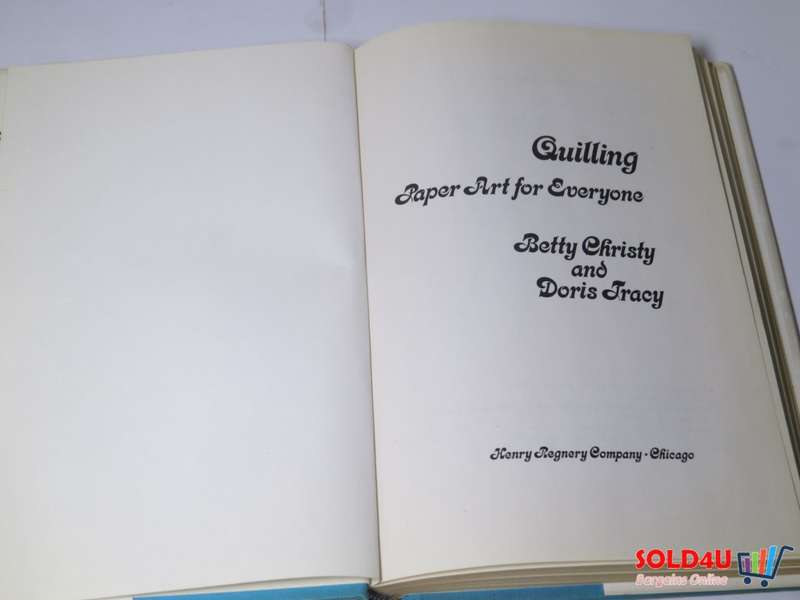 Quilling
Paper Art for Everyone
Betty Christy
and
Doris Tracy
Henry Regnery Company · Chicago
SOLD4U
Bargains Online